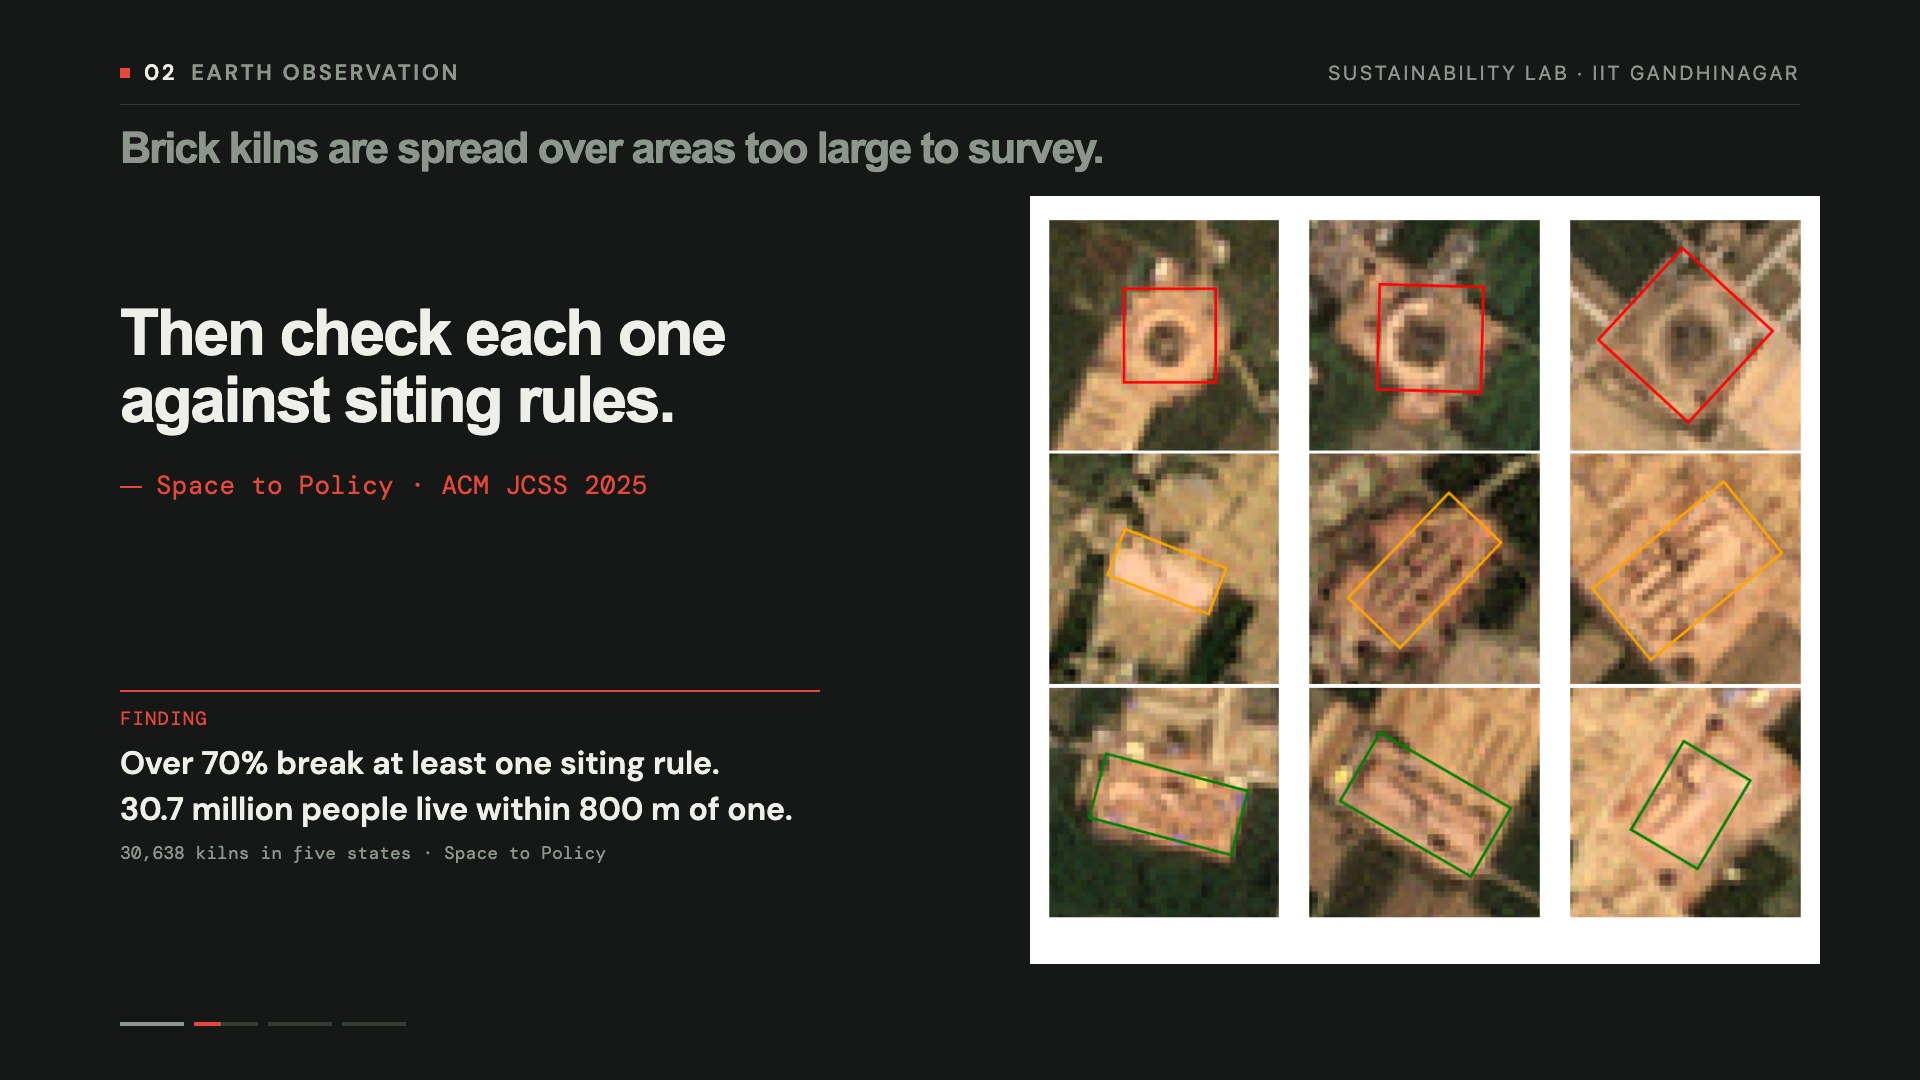 02 EARTH OBSERVATION
SUSTAINABILITY LAB · IIT GANDHINAGAR
Brick kilns are spread over areas too large to survey.
Then check each one
against siting rules.
— Space to Policy · ACM JCSS 2025
FINDING
Over 70% break at least one siting rule.
30.7 million people live within 800 m of one.
30,638 kilns in five states · Space to Policy